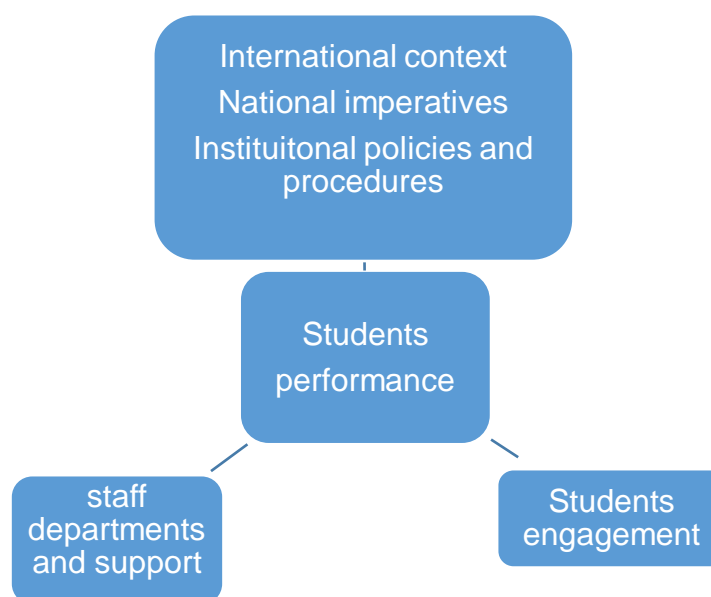 International context
National imperatives
Instituitonal policies and
procedures
Students
performance
staff
departments
and support
Students
engagement